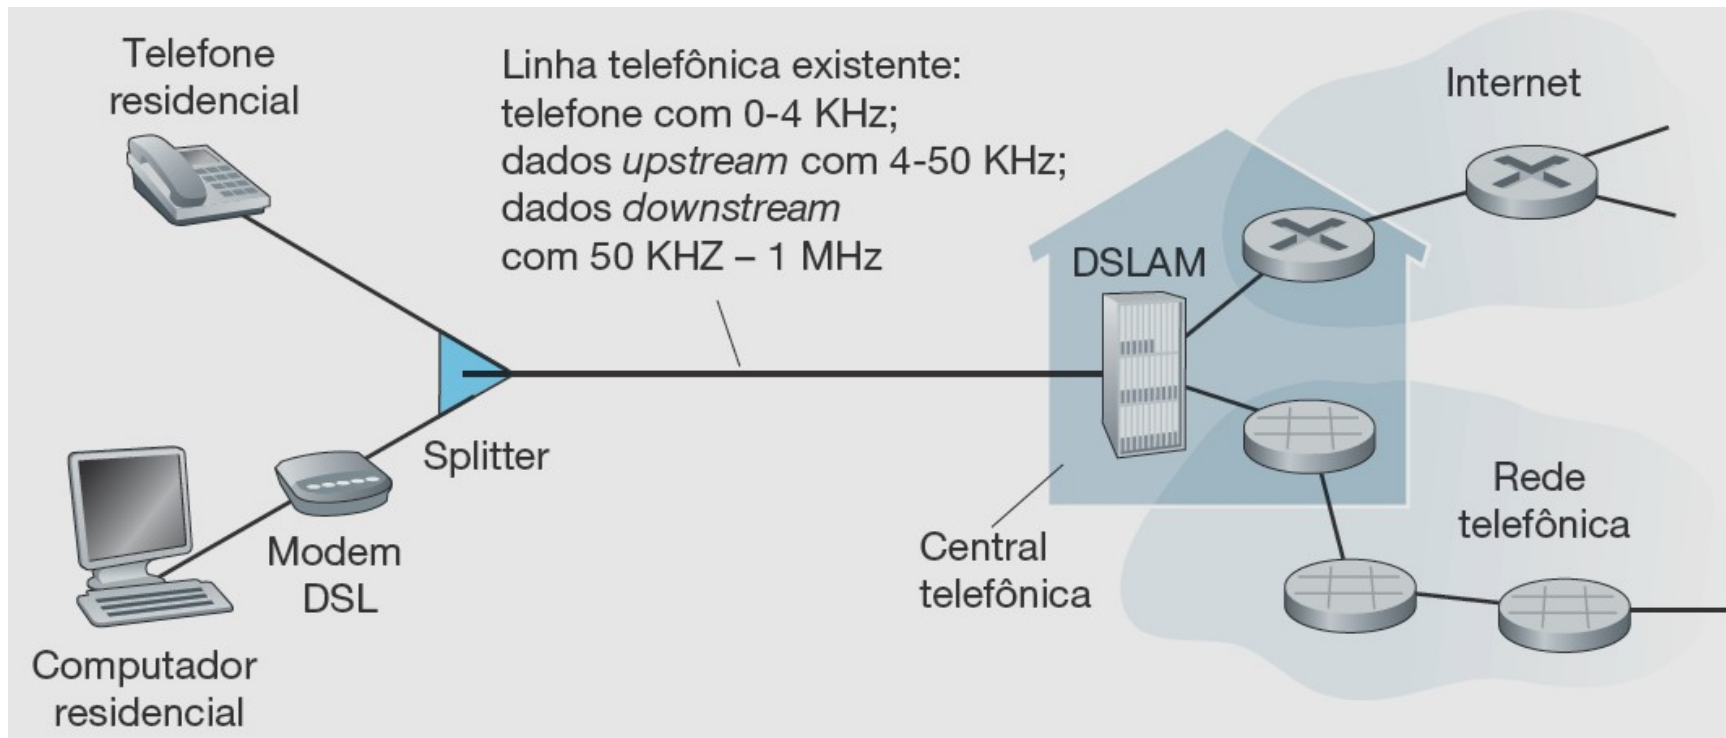 Telefone
residencial
Linha telefônica existente:
telefone com 0-4 KHz;
dados upstream com 4-50 KHz;
dados downstream
com 50 KHZ – 1 MHz
Internet
DSLAM
Splitter
Modem
DSL
Computador
residencial
Central
telefônica
Rede
telefônica